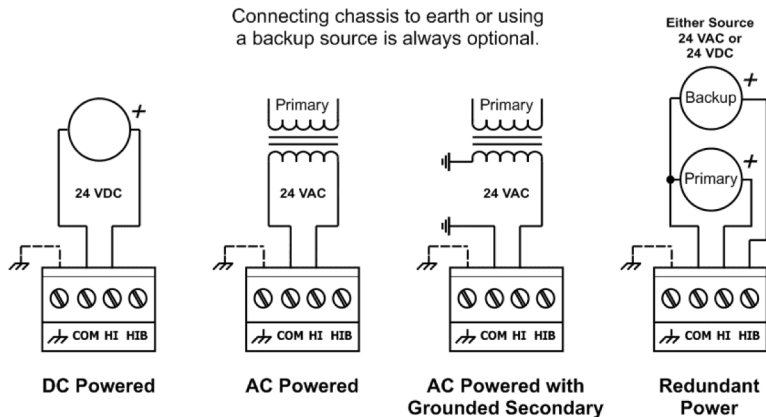 Connecting chassis to earth or using
a backup source is always optional.
Either Source
24 VAC or
24 VDC
+
24 VDC
COM HI HIB
DC Powered
Primary
24 VAC
COM HI HIB
AC Powered
Primary
24 VAC
COM HI HIB
AC Powered with
Grounded Secondary
Backup
+
Primary
+
COM HI HIB
Redundant
Power